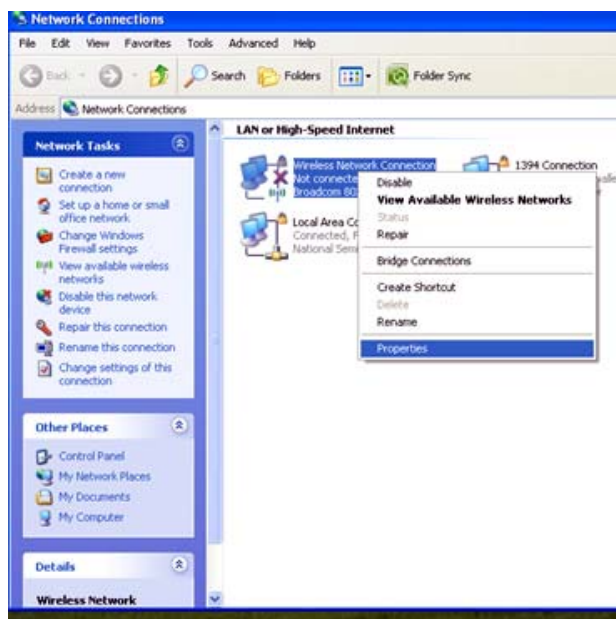 Network Connections
File Edit View Favorites Tools Advanced Help
Back Search Folders Folder Sync
Address Network Connections
Network Tasks
Create a new
connection
Set up a home or small
office network
Change Windows
Firewall settings
View available wireless
networks
Disable this network
device
Repair this connection
Rename this connection
Change settings of this
connection
Other Places
Control Panel
My Network Places
My Documents
My Computer
Details
Wireless Network
LAN or High-Speed Internet
Wireless Network Connection
Not connecte
Broadcom 80
1394 Connection
Local Area Co
Connected, F
National Semi
Disable
View Available Wireless Networks
Status
Repair
Bridge Connections
Create Shortcut
Delete
Rename
Properties